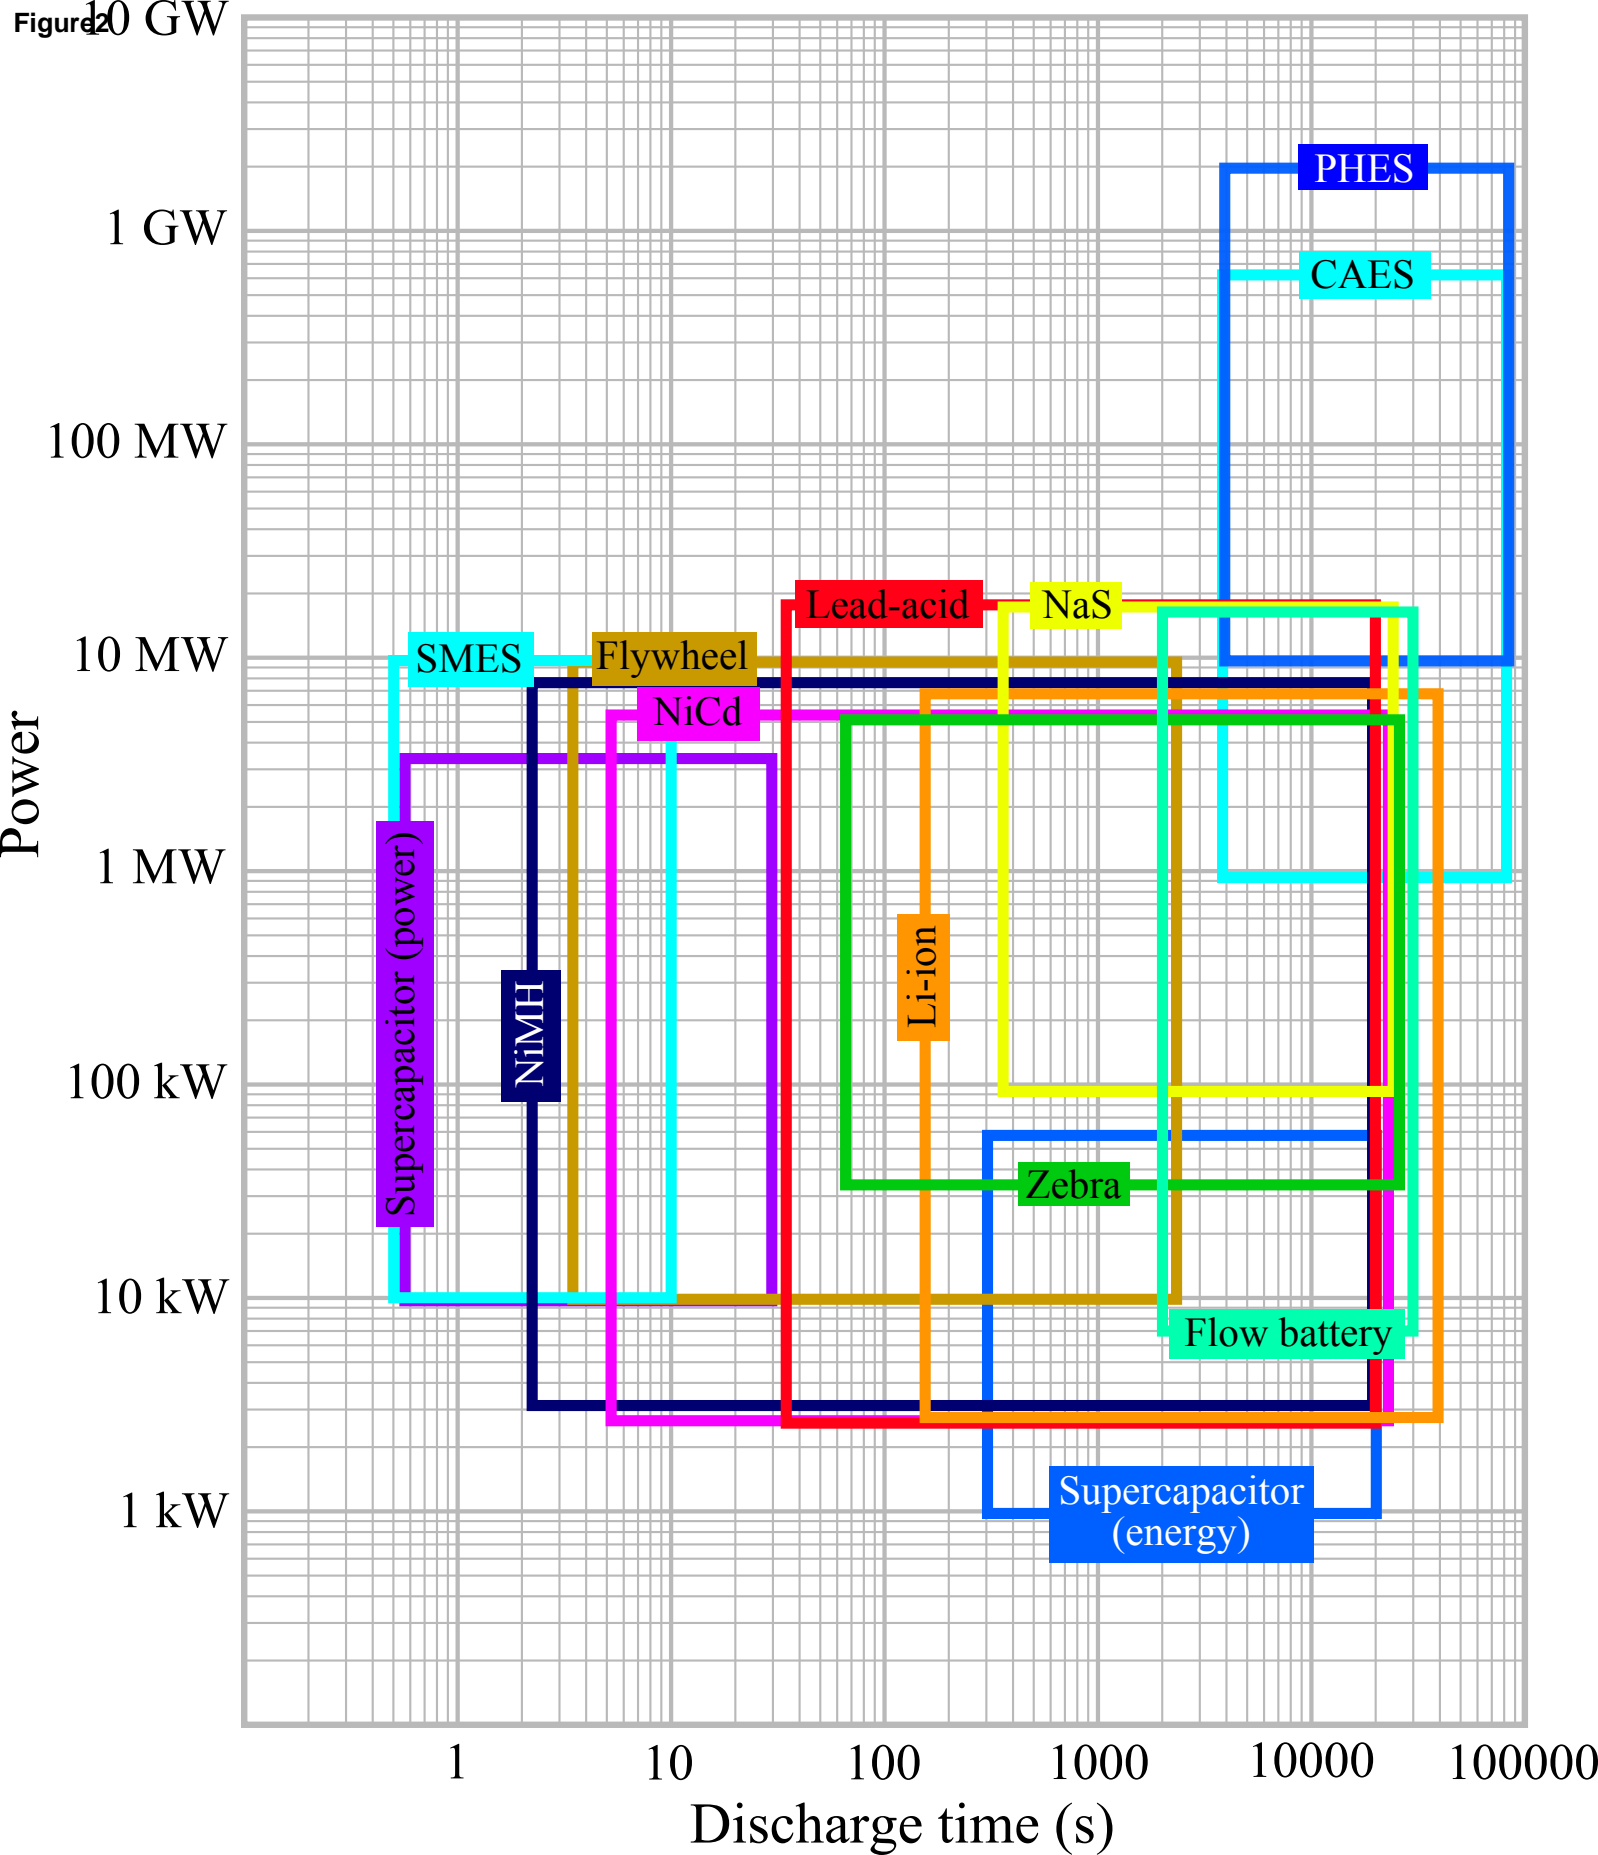 Figure2
10 GW
1 GW
100 MW
10 MW
1 MW
100 kW
10 kW
1 kW
Power
PHES
CAES
Lead-acid
NaS
SMES
Flywheel
NiCd
Supercapacitor (power)
NiMH
Li-ion
Zebra
Flow battery
Supercapacitor
(energy)
1
10
100
1000
10000
100000
Discharge time (s)